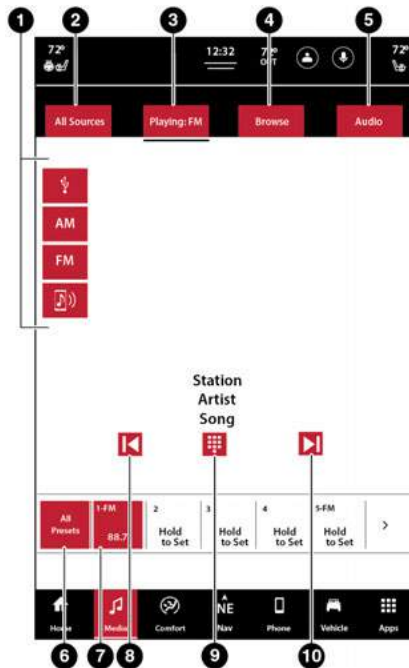 1 2 3 4 5
72° 12:32 72° OUT 72°
All Sources Playing: FM Browse Audio
AM
FM
Station
Artist
Song
All Presets 1-FM 88.7 2 Hold to Set 3 Hold to Set 4 Hold to Set 5-FM Hold to Set >
Home Media Comfort NE Nav Phone Vehicle Apps
6 7 8 9 10